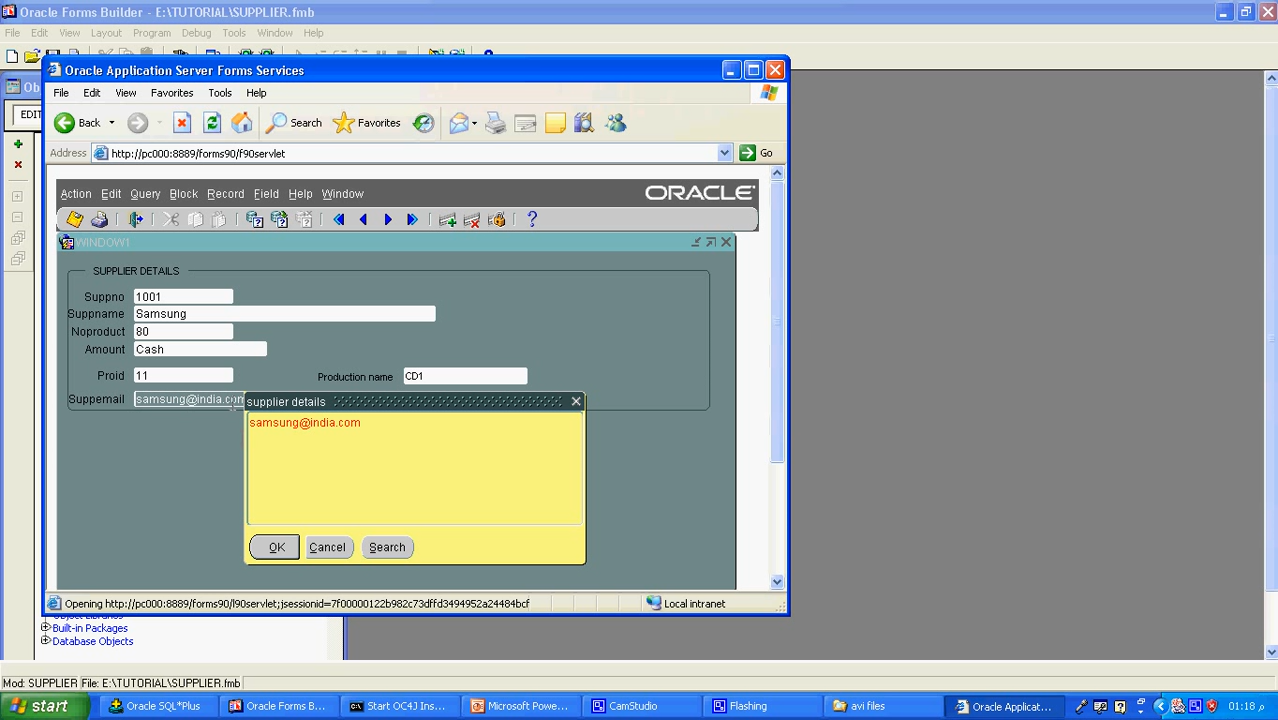 Oracle Forms Builder - E:\TUTORIAL\SUPPLIER.fmb
File Edit View Layout Program Debug Tools Window Help
Oracle Application Server Forms Services
File Edit View Favorites Tools Help
EDIT
Back Search Favorites
Address http://pc000:8889/forms90/f90servlet Go
Action Edit Query Block Record Field Help Window ORACLE
WINDOW1
SUPPLIER DETAILS
Suppno 1001
Suppname Samsung
Noproduct 80
Amount Cash
Proid 11 Production name CD1
Suppemail samsung@india.com
supplier details
samsung@india.com
OK Cancel Search
Opening http://pc000:8889/forms90/l90servlet;jsessionid=7f00000122b982c73dffd3494952a24484bcf Local intranet
Object Libraries
Built-in Packages
Database Objects
Mod: SUPPLIER File: E:\TUTORIAL\SUPPLIER.fmb
start Oracle SQL*Plus Oracle Forms B... Start OC4J Ins... Microsoft Power... CamStudio Flashing avi files Oracle Applicat... 01:18 م